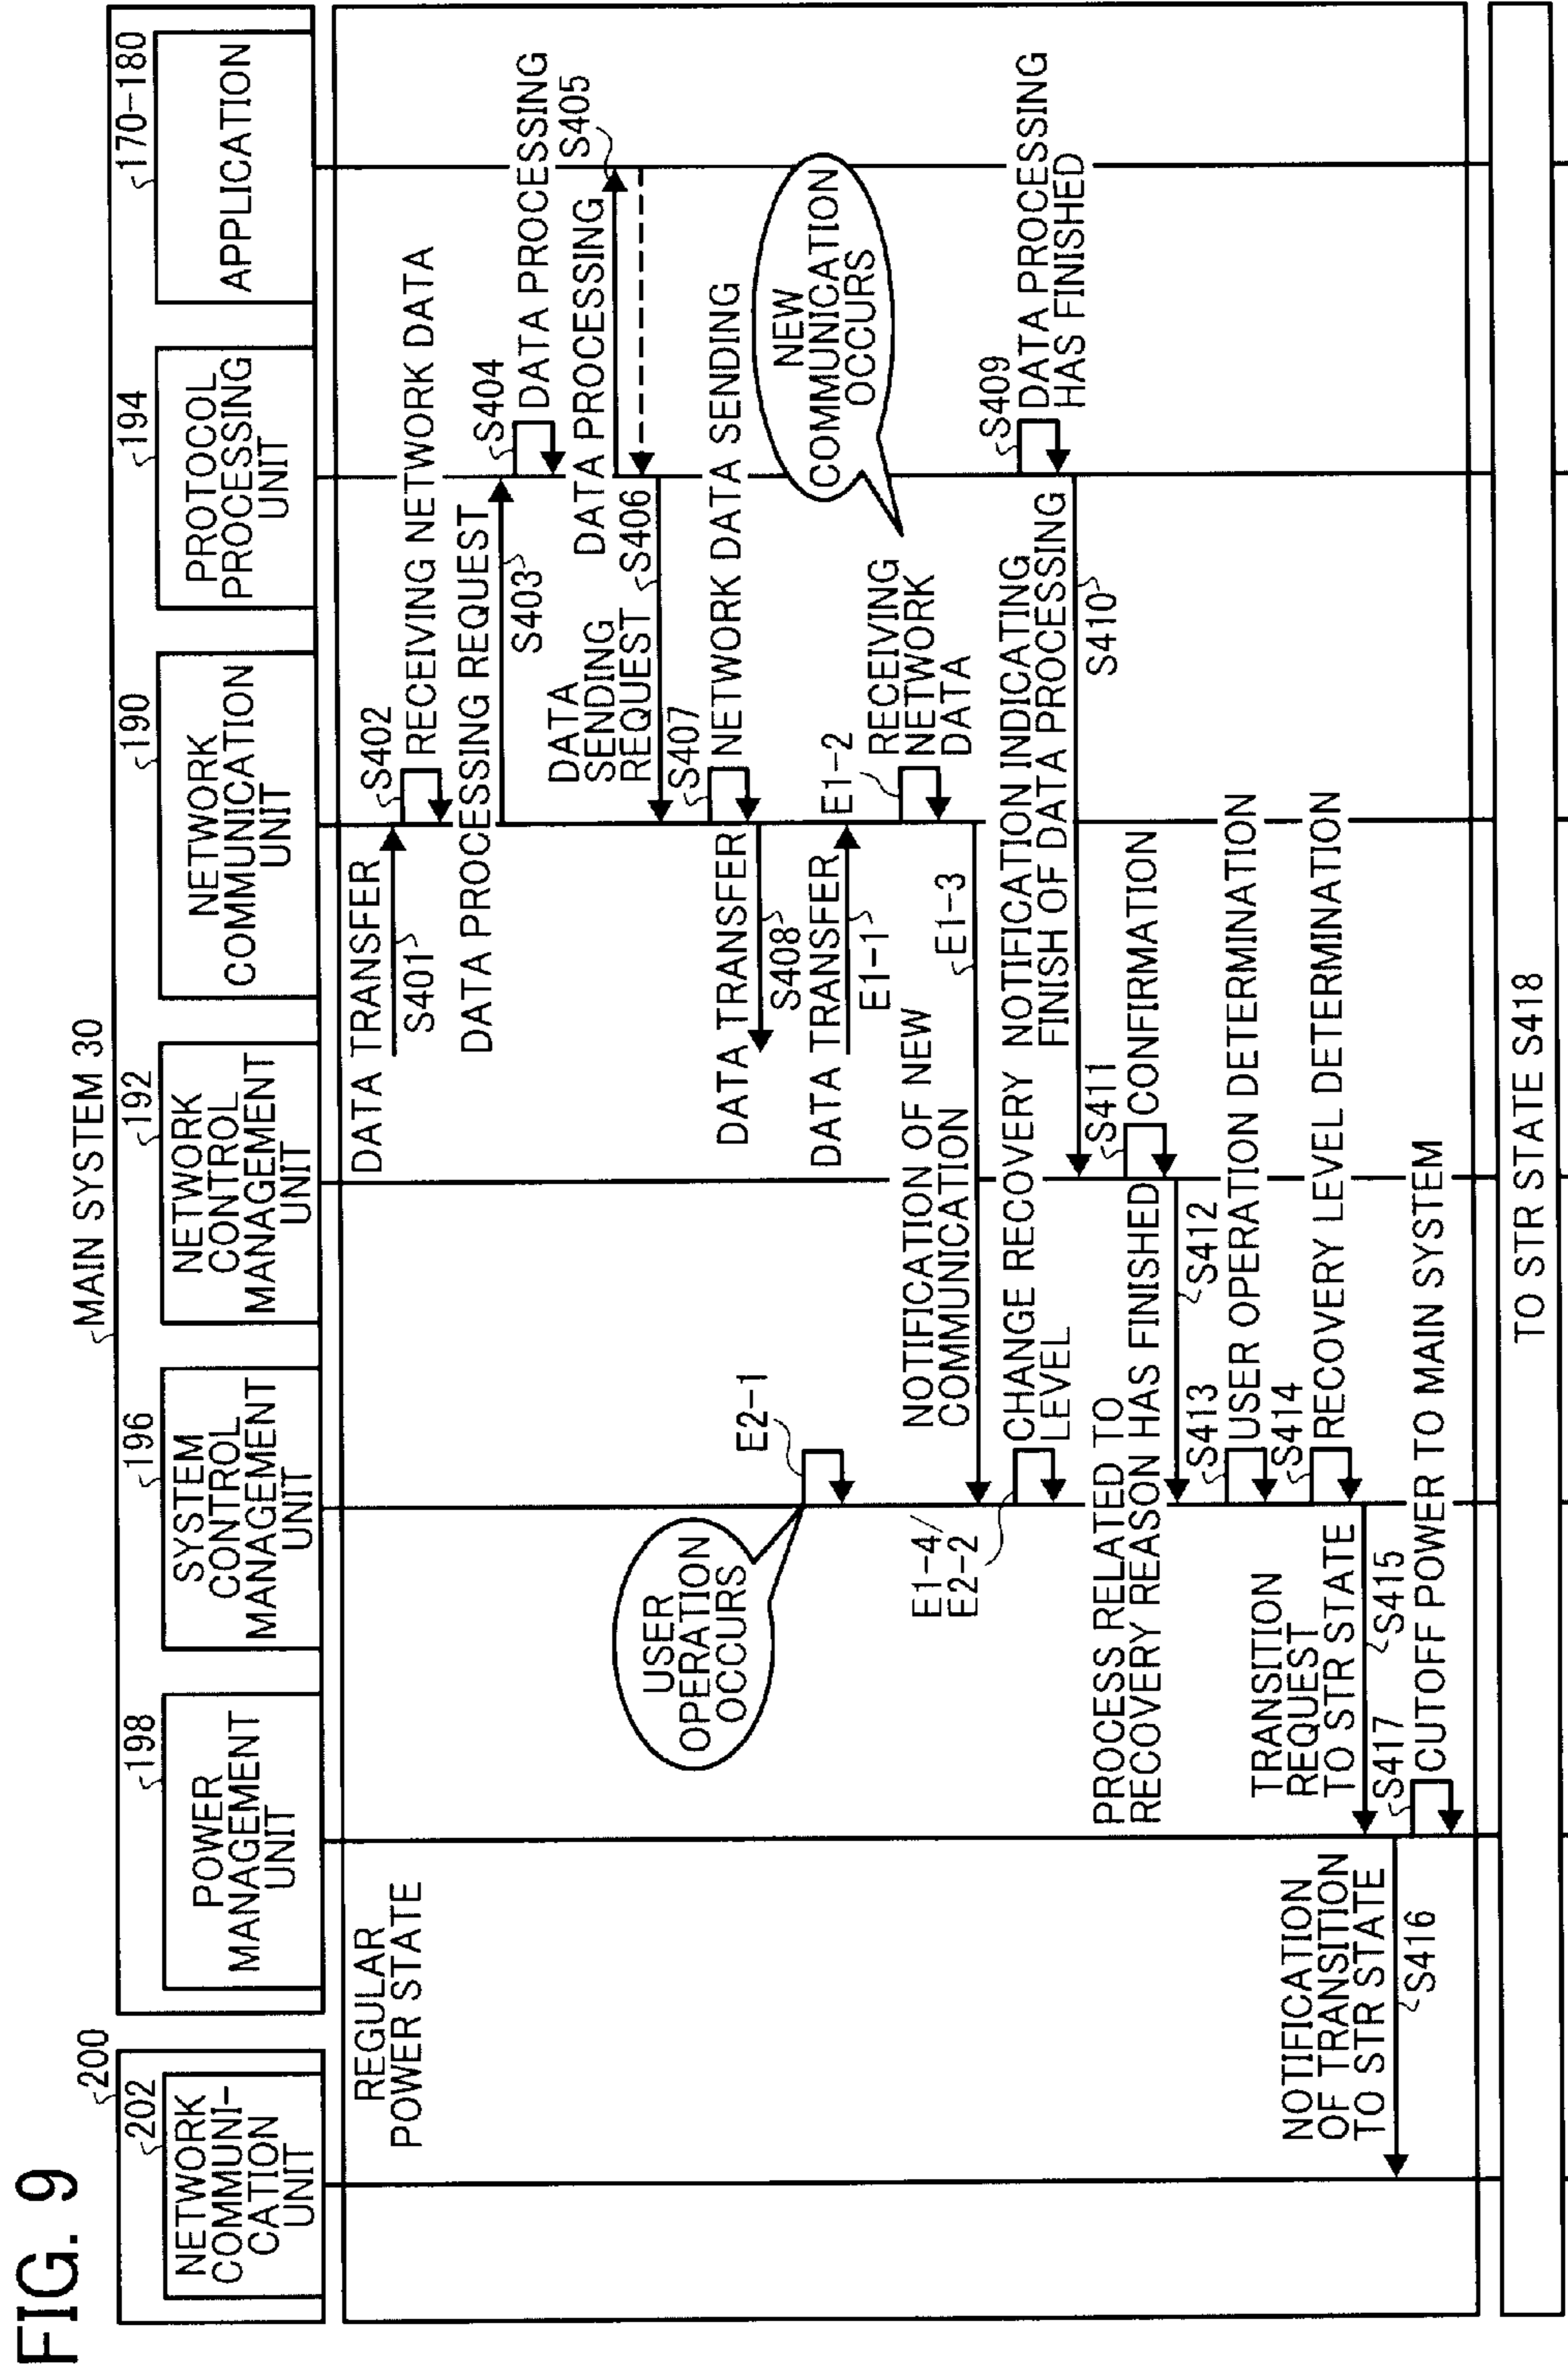 FIG. 9
200
202
NETWORK
COMMUNI-
CATION
UNIT
MAIN SYSTEM 30
198
POWER
MANAGEMENT
UNIT
196
SYSTEM
CONTROL
MANAGEMENT
UNIT
192
NETWORK
CONTROL
MANAGEMENT
UNIT
190
NETWORK
COMMUNICATION
UNIT
194
PROTOCOL
PROCESSING
UNIT
170-180
APPLICATION
REGULAR
POWER STATE
DATA TRANSFER
S401
S402
RECEIVING NETWORK DATA
DATA PROCESSING REQUEST
S403
S404
DATA PROCESSING
DATA PROCESSING
S405
DATA
SENDING
REQUEST
S406
S407
NETWORK DATA SENDING
DATA TRANSFER
S408
USER
OPERATION
OCCURS
E2-1
NEW
COMMUNICATION
OCCURS
DATA TRANSFER
E1-1
E1-2
RECEIVING
NETWORK
DATA
NOTIFICATION OF NEW
COMMUNICATION
E1-3
E1-4/
E2-2
CHANGE RECOVERY
LEVEL
S409
DATA PROCESSING
HAS FINISHED
NOTIFICATION INDICATING
FINISH OF DATA PROCESSING
S410
S411
CONFIRMATION
PROCESS RELATED TO
RECOVERY REASON HAS FINISHED
S412
S413
USER OPERATION DETERMINATION
S414
RECOVERY LEVEL DETERMINATION
TRANSITION
REQUEST
TO STR STATE
S415
NOTIFICATION
OF TRANSITION
TO STR STATE
S416
S417
CUTOFF POWER TO MAIN SYSTEM
TO STR STATE S418